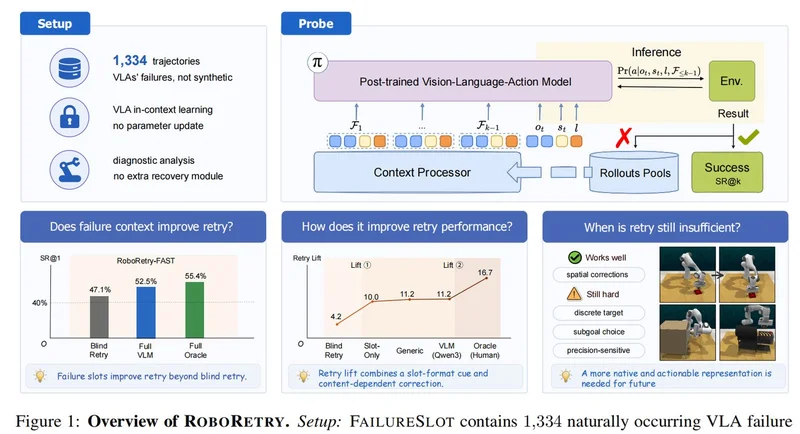 Setup
1,334 trajectories
VLAs' failures, not synthetic
VLA in-context learning
no parameter update
diagnostic analysis
no extra recovery module
Probe
π
Post-trained Vision-Language-Action Model
Inference
Pr(a|o_t, s_t, l, F_≤k−1)
Env.
Result
F_1
...
F_k−1
o_t
s_t
l
Context Processor
Rollouts Pools
Success
SR@k
Does failure context improve retry?
SR@1
RoboRetry-FAST
40%
47.1%
52.5%
55.4%
O
Blind
Retry
Full
VLM
Full
Oracle
Failure slots improve retry beyond blind retry.
How does it improve retry performance?
Retry Lift
Lift ①
Lift ②
4.2
10.0
11.2
11.2
16.7
O
Blind
Retry
Slot-
Only
Generic
VLM
(Qwen3)
Oracle
(Human)
Retry lift combines a slot-format cue and
content-dependent correction.
When is retry still insufficient?
Works well
spatial corrections
Still hard
discrete target
subgoal choice
precision-sensitive
A more native and actionable representation is
needed for future
Figure 1: Overview of ROBORETRY. Setup: FAILURESLOT contains 1,334 naturally occurring VLA failure